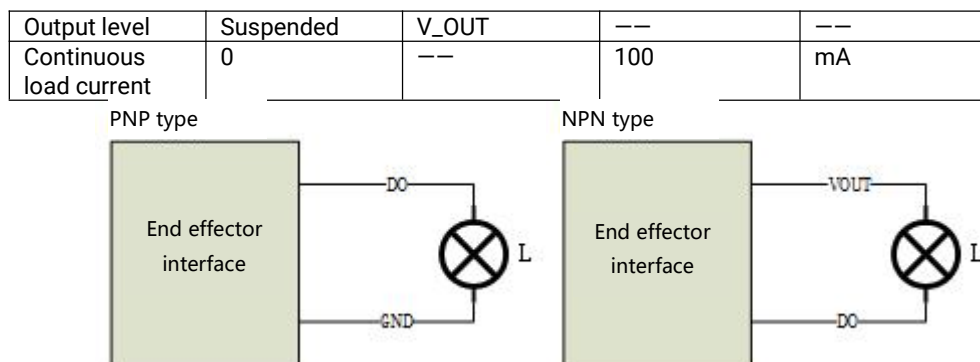 Output level Suspended V_OUT —— ——
Continuous load current 0 —— 100 mA
PNP type NPN type
DO VOUT
End effector interface L End effector interface L
GND DO